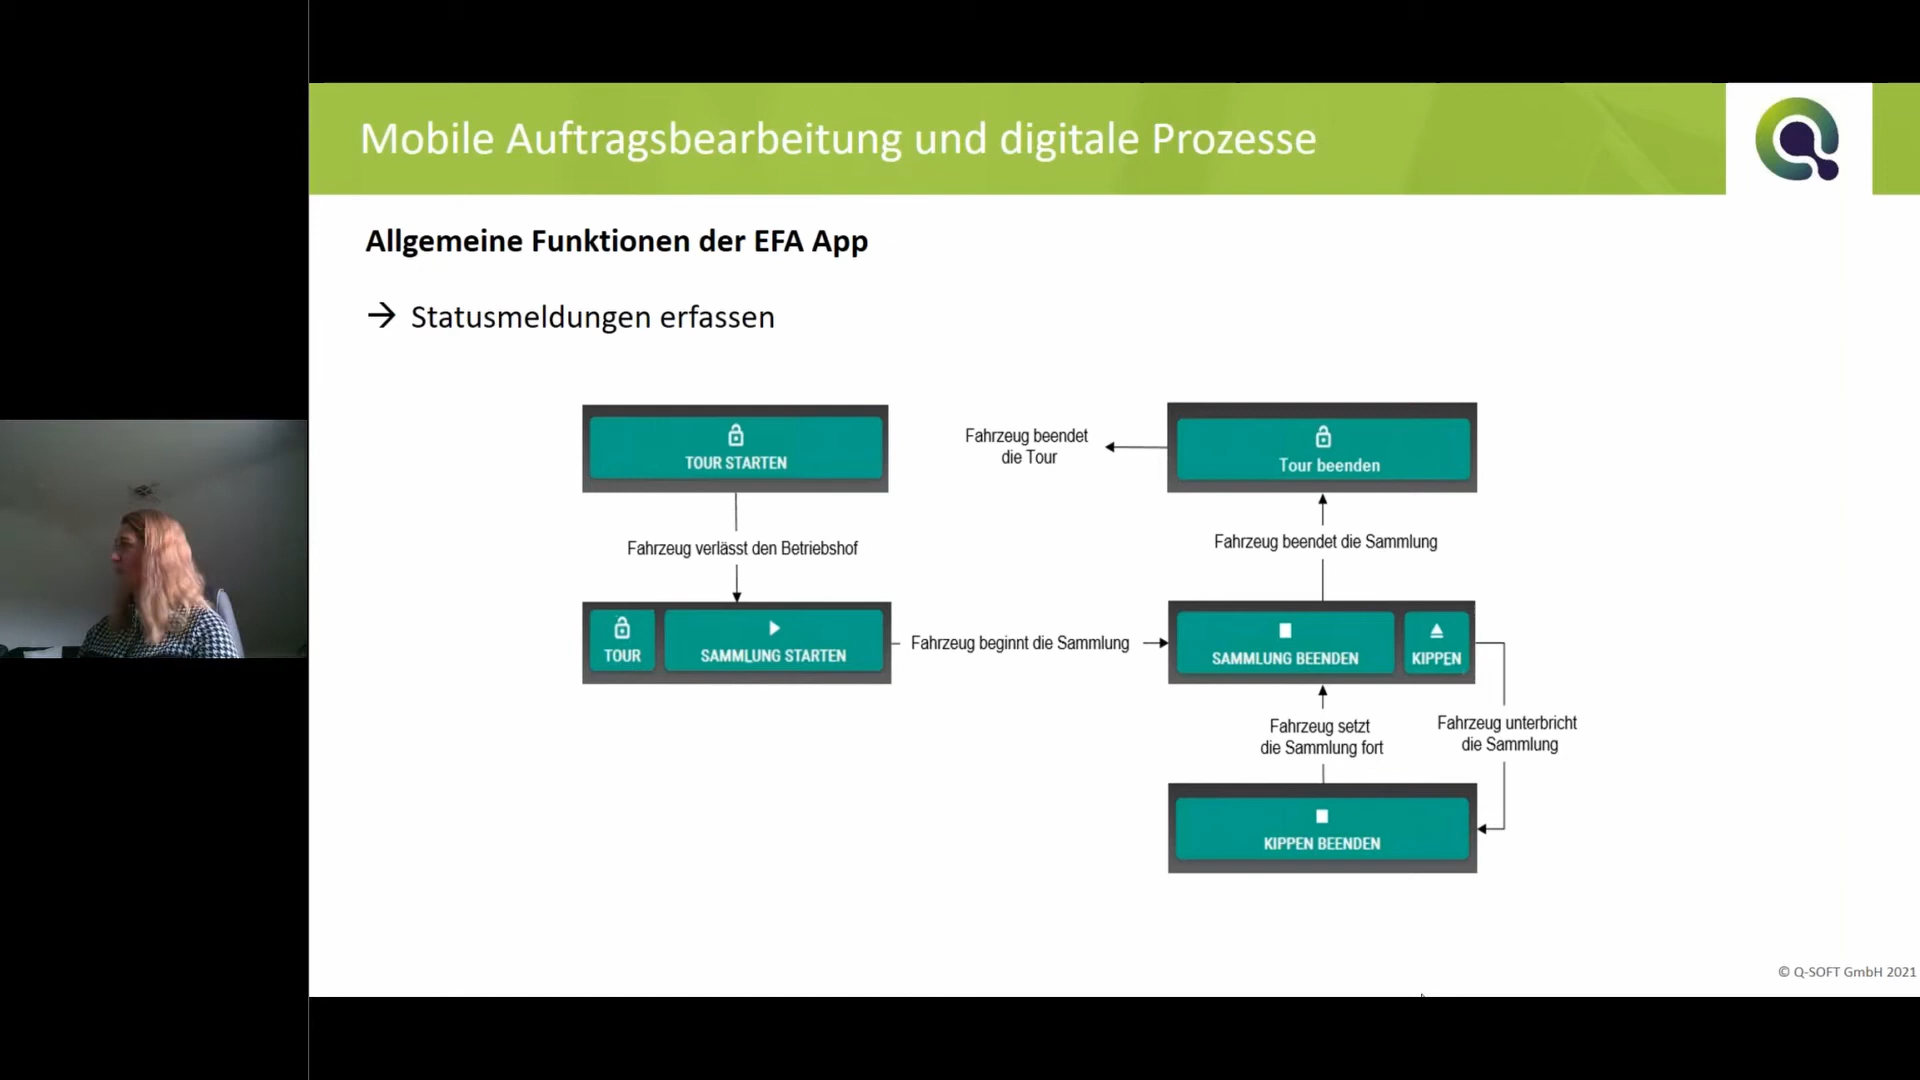 Mobile Auftragsbearbeitung und digitale Prozesse
Allgemeine Funktionen der EFA App
→ Statusmeldungen erfassen
TOUR STARTEN
Fahrzeug verlässt den Betriebshof
TOUR
SAMMLUNG STARTEN
Fahrzeug beginnt die Sammlung
Fahrzeug beendet
die Tour
Tour beenden
Fahrzeug beendet die Sammlung
SAMMLUNG BEENDEN
KIPPEN
Fahrzeug setzt
die Sammlung fort
Fahrzeug unterbricht
die Sammlung
KIPPEN BEENDEN
© Q-SOFT GmbH 2021